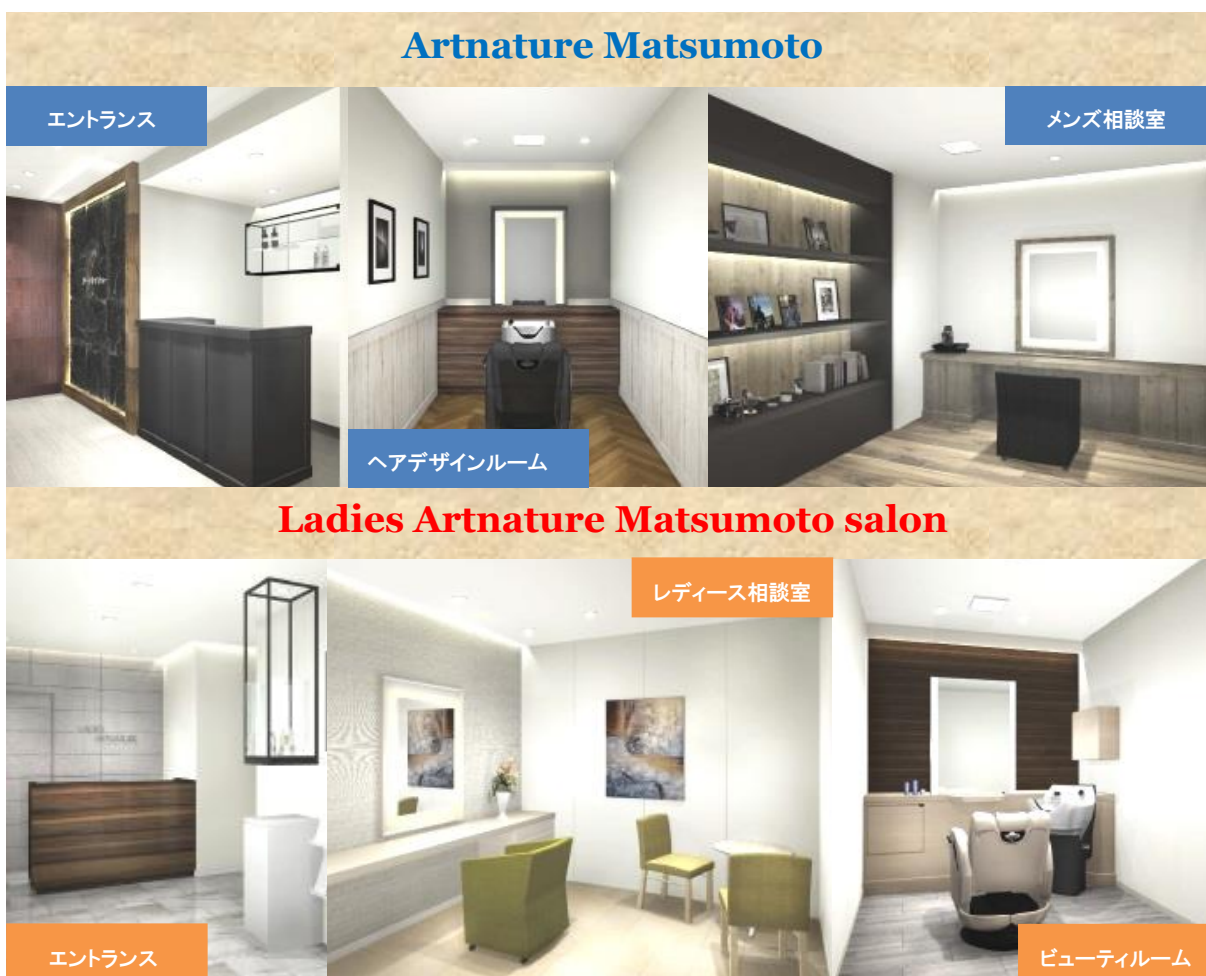 Artnature Matsumoto
エントランス
メンズ相談室
ヘアデザインルーム
Ladies Artnature Matsumoto salon
レディース相談室
エントランス
ビューティルーム